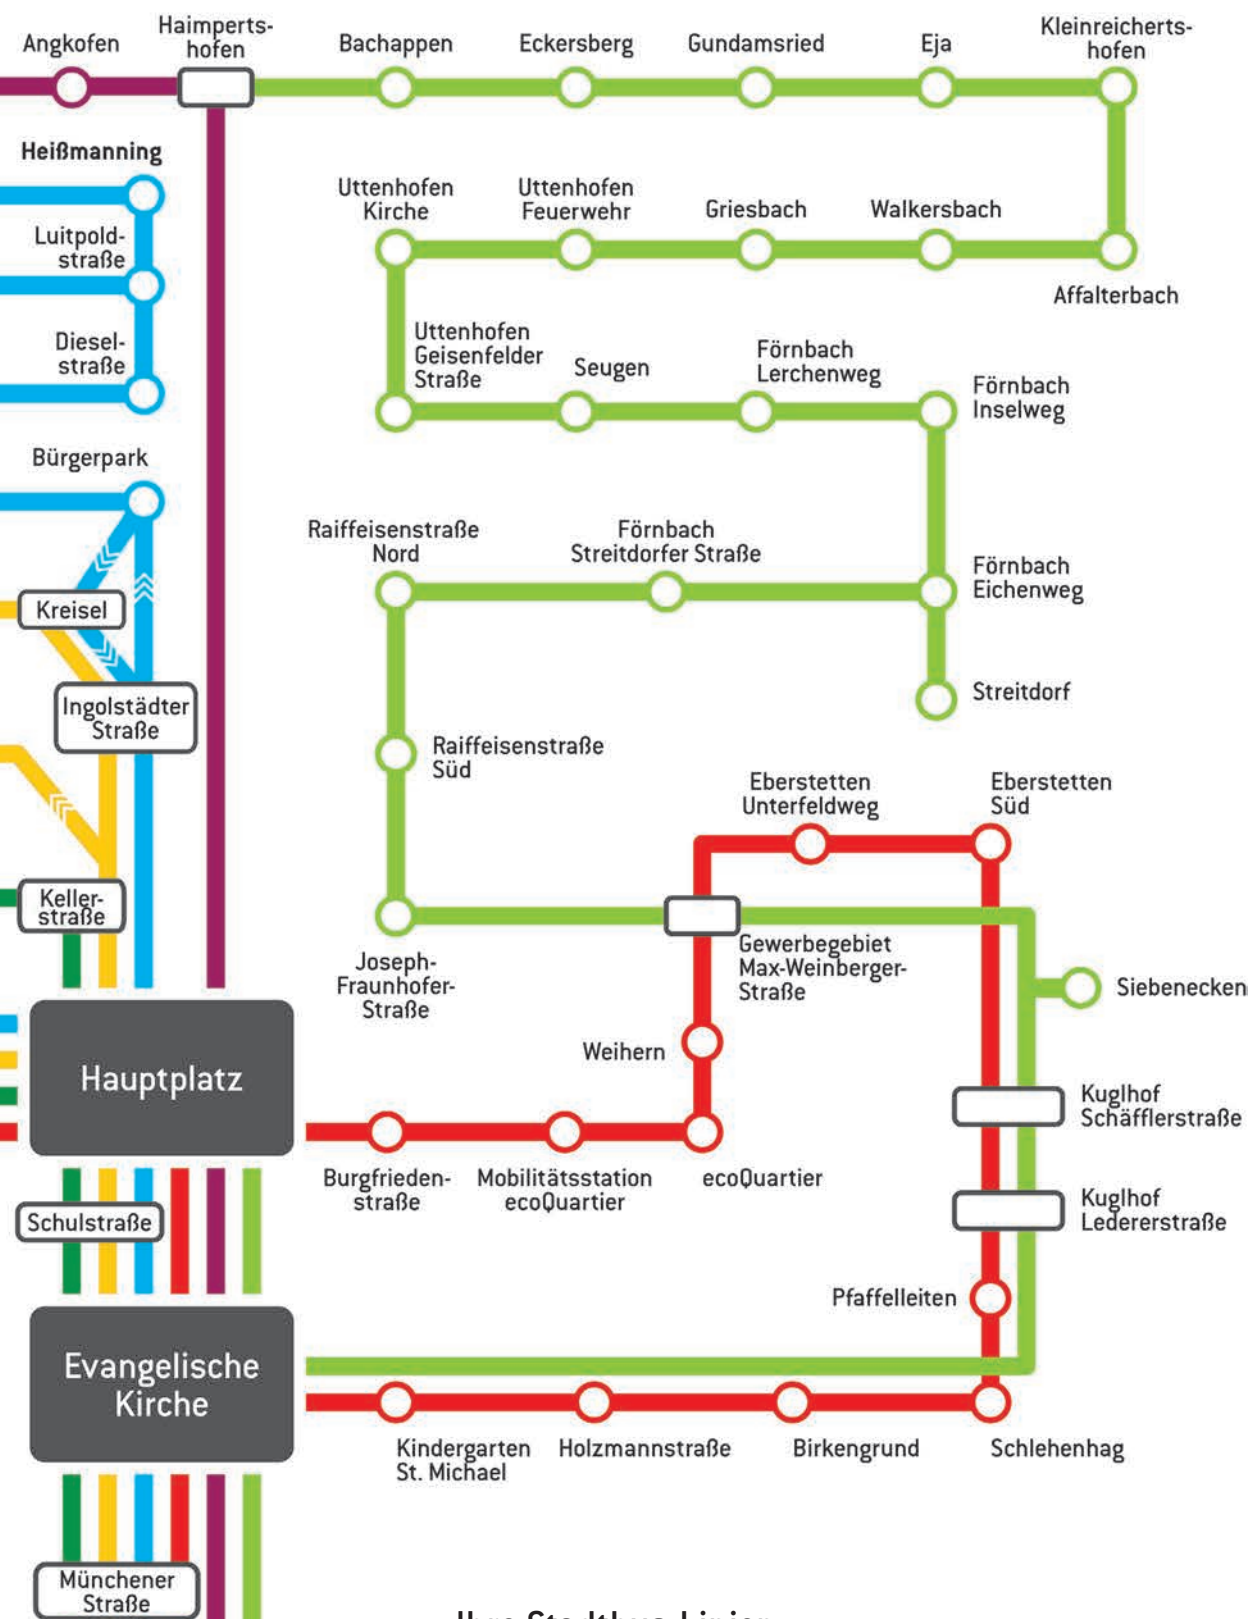 Angkofen
Haimperts-
hofen
Bachappen
Eckersberg
Gundamsried
Eja
Kleinreicherts-
hofen
Heißmanning
Luitpold-
straße
Diesel-
straße
Bürgerpark
Uttenhofen
Kirche
Uttenhofen
Feuerwehr
Griesbach
Walkersbach
Affalterbach
Uttenhofen
Geisenfelder
Straße
Seugen
Förnbach
Lerchenweg
Förnbach
Inselweg
Raiffeisenstraße
Nord
Förnbach
Streitdorfer Straße
Förnbach
Eichenweg
Kreisel
Streitdorf
Ingolstädter
Straße
Raiffeisenstraße
Süd
Eberstetten
Unterfeldweg
Eberstetten
Süd
Keller-
straße
Joseph-
Fraunhofer-
Straße
Gewerbegebiet
Max-Weinberger-
Straße
Siebenecken
Weihern
Hauptplatz
Kuglhof
Schäfflerstraße
Burgfrieden-
straße
Mobilitätsstation
ecoQuartier
ecoQuartier
Kuglhof
Ledererstraße
Schulstraße
Pfaffelleiten
Evangelische
Kirche
Kindergarten
St. Michael
Holzmannstraße
Birkengrund
Schlehenhag
Münchener
Straße